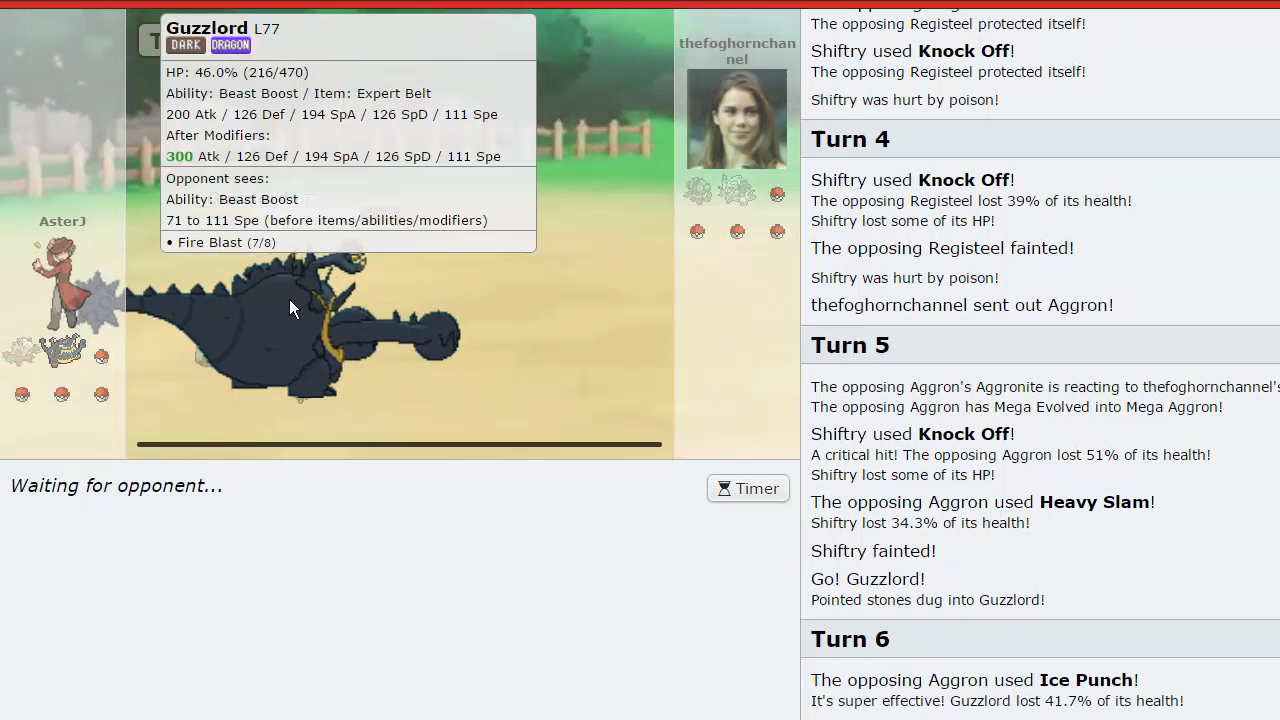 Guzzlord L77
DARK DRAGON
HP: 46.0% (216/470)
Ability: Beast Boost / Item: Expert Belt
200 Atk / 126 Def / 194 SpA / 126 SpD / 111 Spe
After Modifiers:
300 Atk / 126 Def / 194 SpA / 126 SpD / 111 Spe
Opponent sees:
Ability: Beast Boost
71 to 111 Spe (before items/abilities/modifiers)
• Fire Blast (7/8)
AsterJ
thefoghornchan
nel
Waiting for opponent...
Timer
The opposing Registeel protected itself!
Shiftry used Knock Off!
The opposing Registeel protected itself!
Shiftry was hurt by poison!
Turn 4
Shiftry used Knock Off!
The opposing Registeel lost 39% of its health!
Shiftry lost some of its HP!
The opposing Registeel fainted!
Shiftry was hurt by poison!
thefoghornchannel sent out Aggron!
Turn 5
The opposing Aggron's Aggronite is reacting to thefoghornchannel's
The opposing Aggron has Mega Evolved into Mega Aggron!
Shiftry used Knock Off!
A critical hit! The opposing Aggron lost 51% of its health!
Shiftry lost some of its HP!
The opposing Aggron used Heavy Slam!
Shiftry lost 34.3% of its health!
Shiftry fainted!
Go! Guzzlord!
Pointed stones dug into Guzzlord!
Turn 6
The opposing Aggron used Ice Punch!
It's super effective! Guzzlord lost 41.7% of its health!